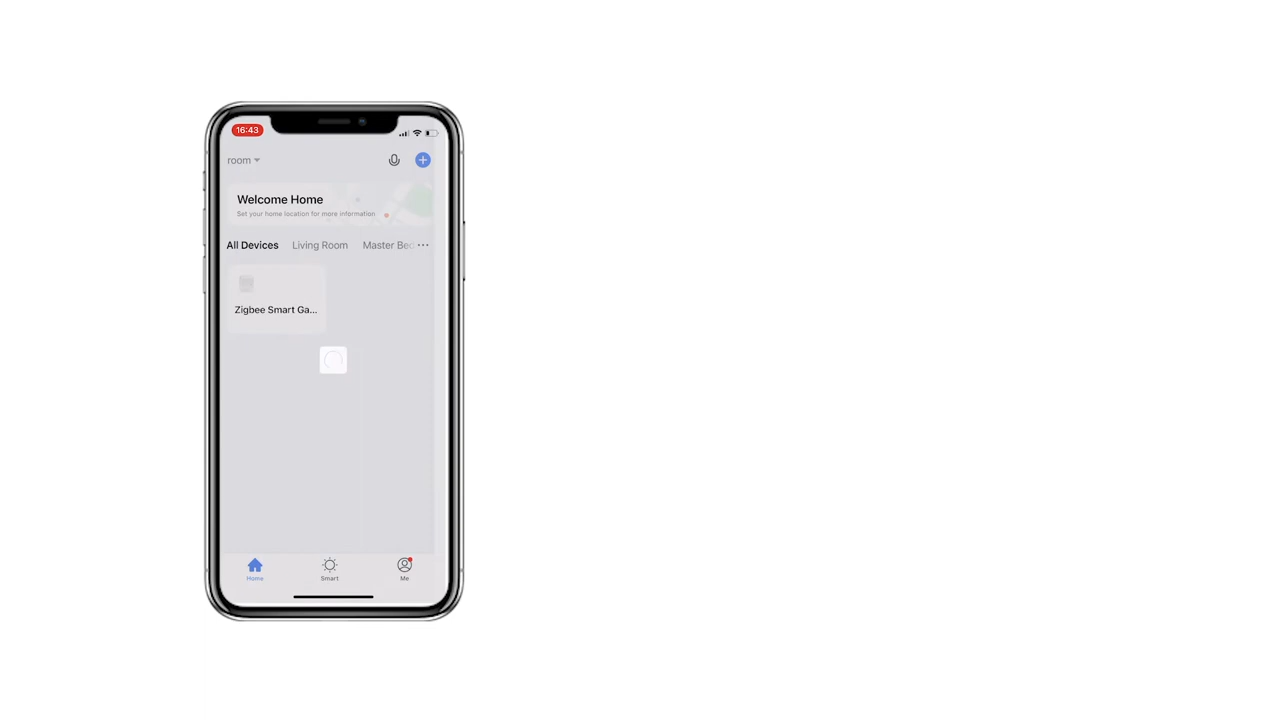 16:43
room
Welcome Home
Set your home location for more information
All Devices Living Room Master Bed
Zigbee Smart Ga...
Home Smart Me